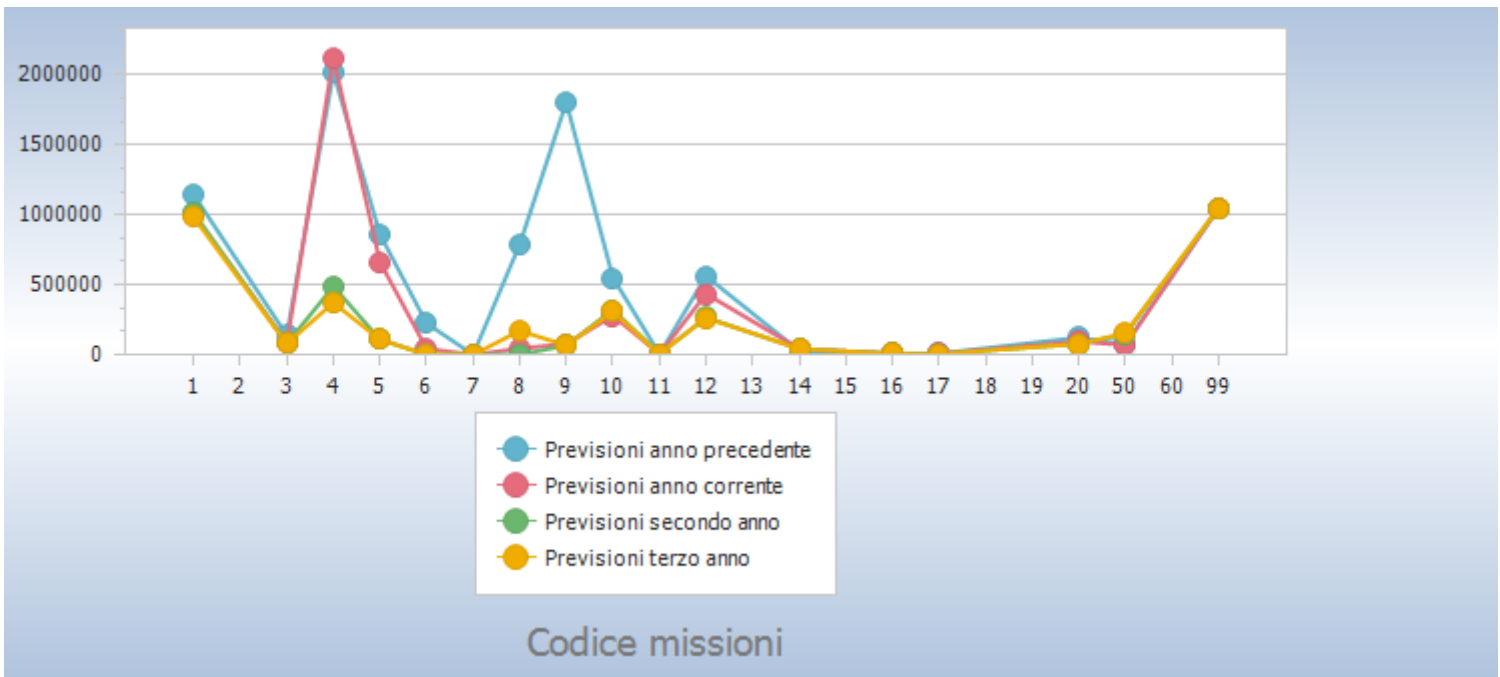 2000000
1500000
1000000
500000
0
1 2 3 4 5 6 7 8 9 10 11 12 14 15 16 17 18 19 20 50 60 99
Previsioni anno precedente
Previsioni anno corrente
Previsioni secondo anno
Previsioni terzo anno
Codice missioni